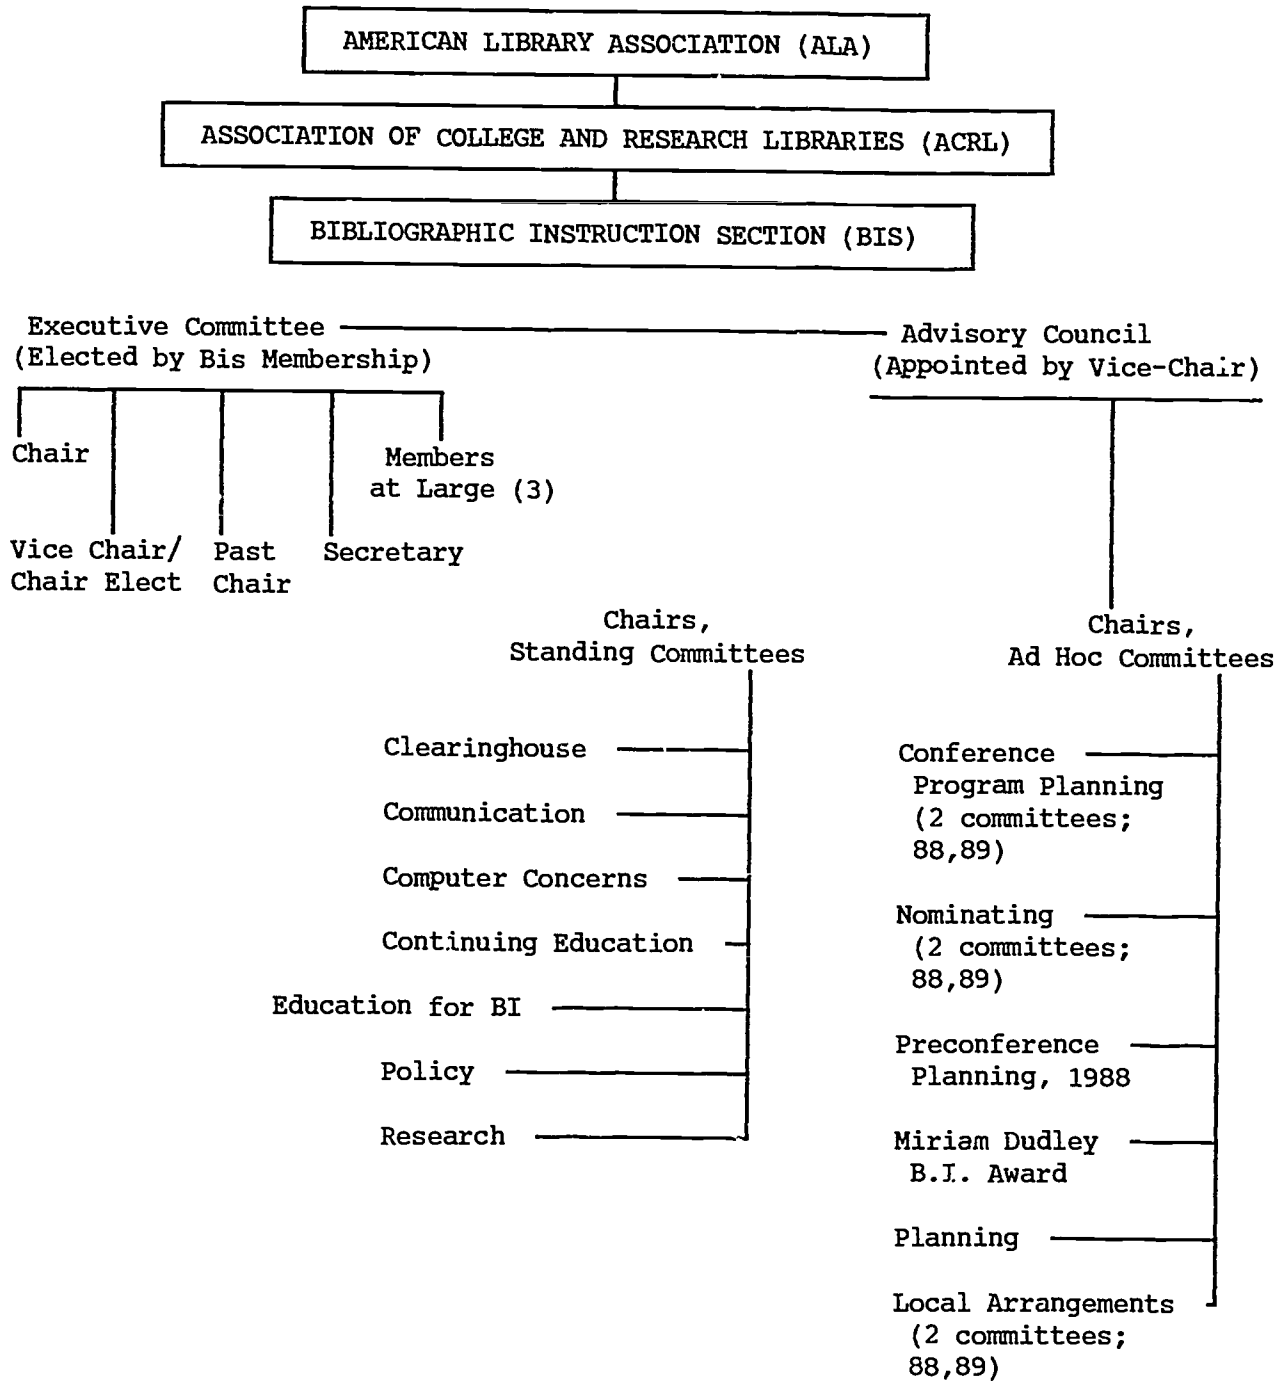 AMERICAN LIBRARY ASSOCIATION (ALA)
ASSOCIATION OF COLLEGE AND RESEARCH LIBRARIES (ACRL)
BIBLIOGRAPHIC INSTRUCTION SECTION (BIS)
Executive Committee
(Elected by Bis Membership)
Advisory Council
(Appointed by Vice-Chair)
Chair
Members
at Large (3)
Vice Chair/
Chair Elect
Past
Chair
Secretary
Chairs,
Standing Committees
Clearinghouse
Communication
Computer Concerns
Continuing Education
Education for BI
Policy
Research
Chairs,
Ad Hoc Committees
Conference
Program Planning
(2 committees;
88,89)
Nominating
(2 committees;
88,89)
Preconference
Planning, 1988
Miriam Dudley
B.I. Award
Planning
Local Arrangements
(2 committees;
88,89)